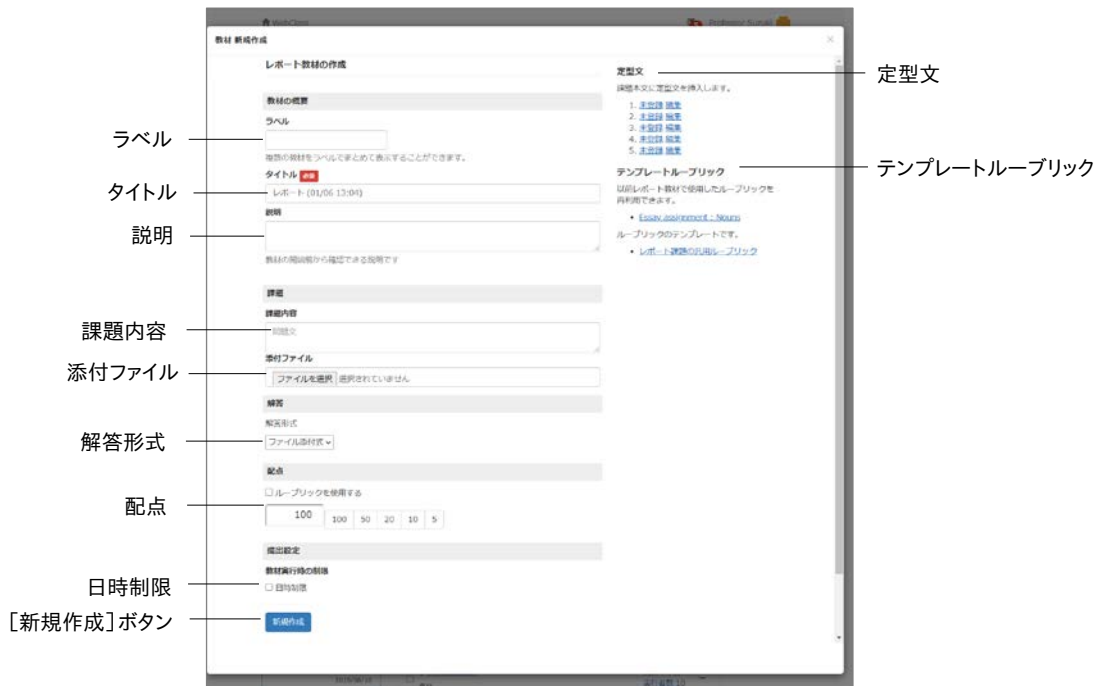 WebClass
Professor Suzuki
教材 新規作成
×
レポート教材の作成
教材の概要
ラベル
複数の教材をラベルでまとめて表示することができます。
タイトル 必須
レポート (01/06 13:04)
説明
教材の開始前から確認できる説明です
課題
課題内容
問題文
添付ファイル
ファイルを選択 選択されていません
解答
解答形式
ファイル添付式
配点
ルーブリックを使用する
100 100 50 20 10 5
提出設定
教材実行時の制限
日時制限
新規作成
定型文
課題本文に定型文を挿入します。
1. 未登録 編集
2. 未登録 編集
3. 未登録 編集
4. 未登録 編集
5. 未登録 編集
テンプレートルーブリック
以前レポート教材で使用したルーブリックを
再利用できます。
• Essay assignment : Nouns
ルーブリックのテンプレートです。
• レポート課題の汎用ルーブリック
ラベル
タイトル
説明
課題内容
添付ファイル
解答形式
配点
日時制限
[新規作成]ボタン
定型文
テンプレートルーブリック